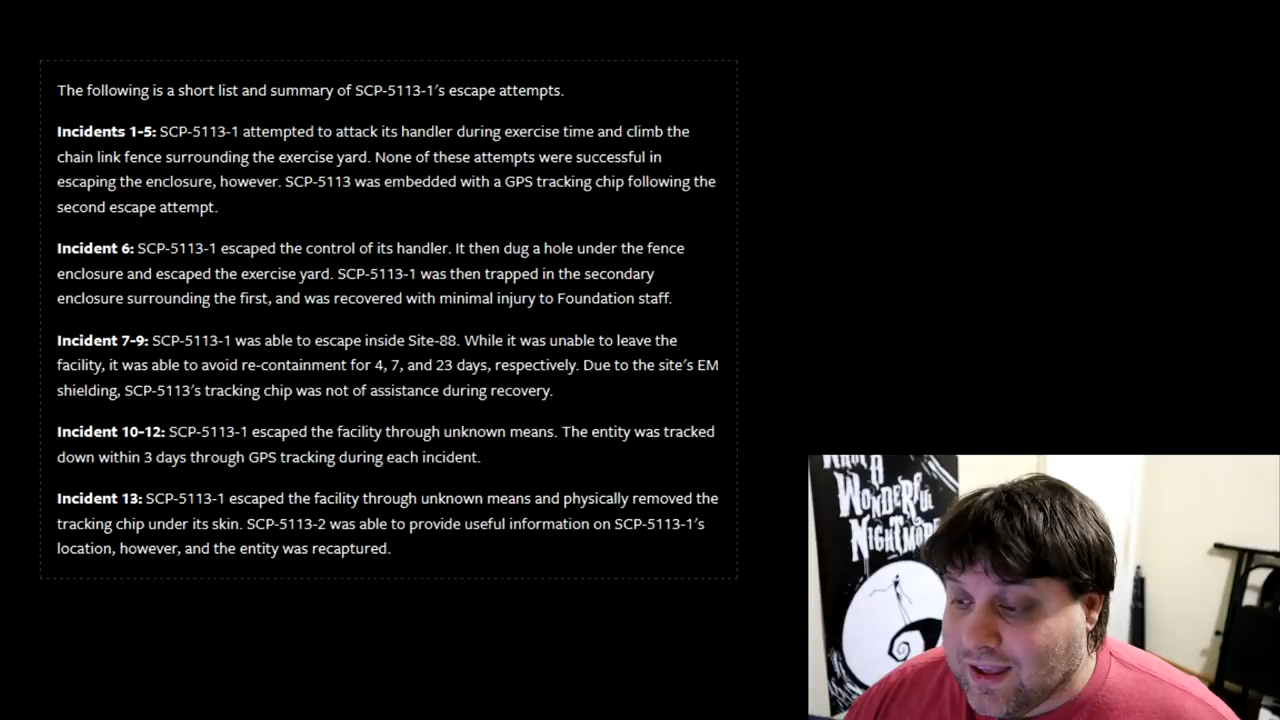 The following is a short list and summary of SCP-5113-1's escape attempts.
Incidents 1-5: SCP-5113-1 attempted to attack its handler during exercise time and climb the
chain link fence surrounding the exercise yard. None of these attempts were successful in
escaping the enclosure, however. SCP-5113 was embedded with a GPS tracking chip following the
second escape attempt.
Incident 6: SCP-5113-1 escaped the control of its handler. It then dug a hole under the fence
enclosure and escaped the exercise yard. SCP-5113-1 was then trapped in the secondary
enclosure surrounding the first, and was recovered with minimal injury to Foundation staff.
Incident 7-9: SCP-5113-1 was able to escape inside Site-88. While it was unable to leave the
facility, it was able to avoid re-containment for 4, 7, and 23 days, respectively. Due to the site's EM
shielding, SCP-5113's tracking chip was not of assistance during recovery.
Incident 10-12: SCP-5113-1 escaped the facility through unknown means. The entity was tracked
down within 3 days through GPS tracking during each incident.
Incident 13: SCP-5113-1 escaped the facility through unknown means and physically removed the
tracking chip under its skin. SCP-5113-2 was able to provide useful information on SCP-5113-1's
location, however, and the entity was recaptured.
A
WONDERFUL